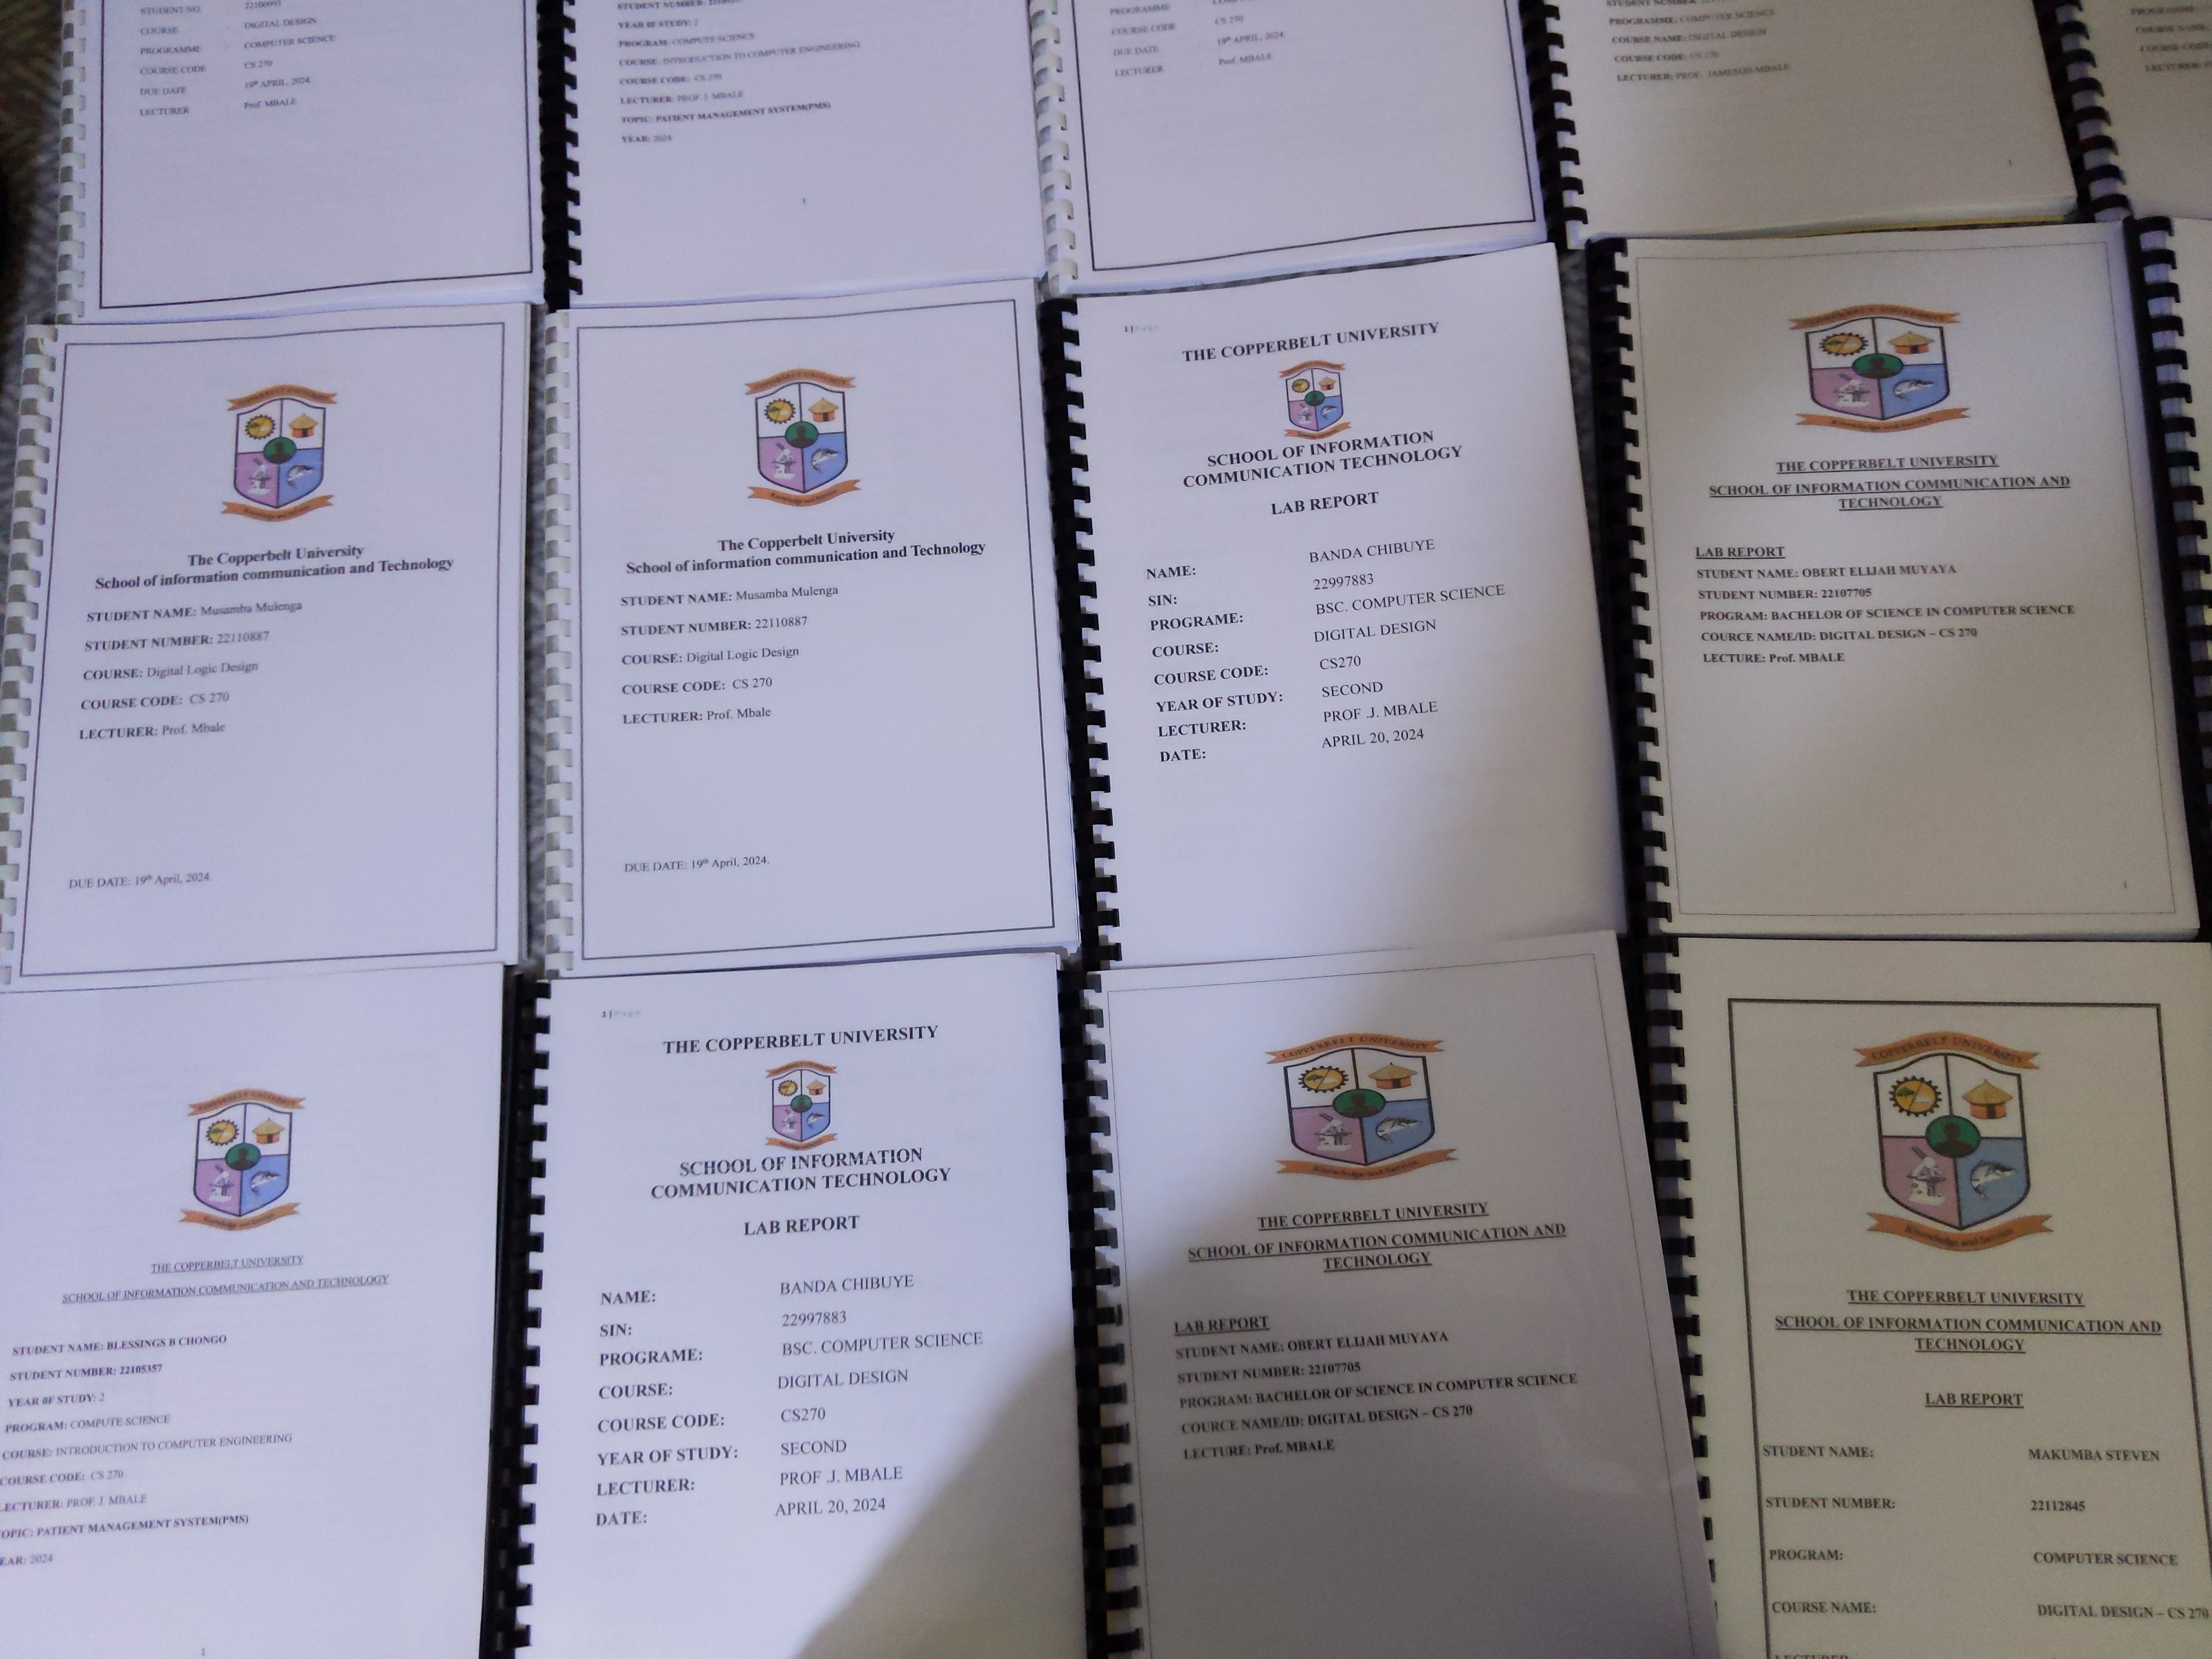 STUDENT NO. 22100993
COURSE : DIGITAL DESIGN
PROGRAMME : COMPUTER SCIENCE
COURSE CODE : CS 270
DUE DATE : 19th APRIL, 2024
LECTURER Prof. MBALE
STUDENT NUMBER:
YEAR OF STUDY: 2
PROGRAM: COMPUTE SCIENCE
COURSE: INTRODUCTION TO COMPUTER ENGINEERING
COURSE CODE: CS 270
LECTURER: PROF J. MBALE
TOPIC: PATIENT MANAGEMENT SYSTEM(PMS)
YEAR: 2024
1
PROGRAMME
COURSE CODE : CS 270
DUE DATE : 19th APRIL, 2024
LECTURER : Prof. MBALE
STUDENT NUMBER:
PROGRAMME: COMPUTER SCIENCE
COURSE NAME: DIGITAL DESIGN
COURSE CODE: CS 270
LECTURER: PROF. JAMESON MBALE
1
COURSE NAME:
COURSE CODE:
LECTURER:
COPPERBELT UNIVERSITY
Knowledge and Service
The Copperbelt University
School of information communication and Technology
STUDENT NAME: Musamba Mulenga
STUDENT NUMBER: 22110887
COURSE: Digital Logic Design
COURSE CODE: CS 270
LECTURER: Prof. Mbale
DUE DATE: 19th April, 2024.
COPPERBELT UNIVERSITY
Knowledge and Service
The Copperbelt University
School of information communication and Technology
STUDENT NAME: Musamba Mulenga
STUDENT NUMBER: 22110887
COURSE: Digital Logic Design
COURSE CODE: CS 270
LECTURER: Prof. Mbale
DUE DATE: 19th April, 2024.
1 | Page
THE COPPERBELT UNIVERSITY
SCHOOL OF INFORMATION
COMMUNICATION TECHNOLOGY
LAB REPORT
NAME: BANDA CHIBUYE
SIN: 22997883
PROGRAME: BSC. COMPUTER SCIENCE
COURSE: DIGITAL DESIGN
COURSE CODE: CS270
YEAR OF STUDY: SECOND
LECTURER: PROF .J. MBALE
DATE: APRIL 20, 2024
COPPERBELT UNIVERSITY
Knowledge and Service
THE COPPERBELT UNIVERSITY
SCHOOL OF INFORMATION COMMUNICATION AND
TECHNOLOGY
LAB REPORT
STUDENT NAME: OBERT ELIJAH MUYAYA
STUDENT NUMBER: 22107705
PROGRAM: BACHELOR OF SCIENCE IN COMPUTER SCIENCE
COURCE NAME/ID: DIGITAL DESIGN – CS 270
LECTURE: Prof. MBALE
1
COPPERBELT UNIVERSITY
Knowledge and Service
THE COPPERBELT UNIVERSITY
SCHOOL OF INFORMATION COMMUNICATION AND TECHNOLOGY
STUDENT NAME: BLESSINGS B CHONGO
STUDENT NUMBER: 22105357
YEAR OF STUDY: 2
PROGRAM: COMPUTE SCIENCE
COURSE: INTRODUCTION TO COMPUTER ENGINEERING
COURSE CODE: CS 270
LECTURER: PROF J. MBALE
OPIC: PATIENT MANAGEMENT SYSTEM(PMS)
EAR: 2024
1
1 | Page
THE COPPERBELT UNIVERSITY
SCHOOL OF INFORMATION
COMMUNICATION TECHNOLOGY
LAB REPORT
NAME: BANDA CHIBUYE
SIN: 22997883
PROGRAME: BSC. COMPUTER SCIENCE
COURSE: DIGITAL DESIGN
COURSE CODE: CS270
YEAR OF STUDY: SECOND
LECTURER: PROF .J. MBALE
DATE: APRIL 20, 2024
COPPERBELT UNIVERSITY
Knowledge and Service
THE COPPERBELT UNIVERSITY
SCHOOL OF INFORMATION COMMUNICATION AND
TECHNOLOGY
LAB REPORT
STUDENT NAME: OBERT ELIJAH MUYAYA
STUDENT NUMBER: 22107705
PROGRAM: BACHELOR OF SCIENCE IN COMPUTER SCIENCE
COURCE NAME/ID: DIGITAL DESIGN – CS 270
LECTURE: Prof. MBALE
COPPERBELT UNIVERSITY
Knowledge and Service
THE COPPERBELT UNIVERSITY
SCHOOL OF INFORMATION COMMUNICATION AND
TECHNOLOGY
LAB REPORT
STUDENT NAME: MAKUMBA STEVEN
STUDENT NUMBER: 22112845
PROGRAM: COMPUTER SCIENCE
COURSE NAME: DIGITAL DESIGN – CS 270